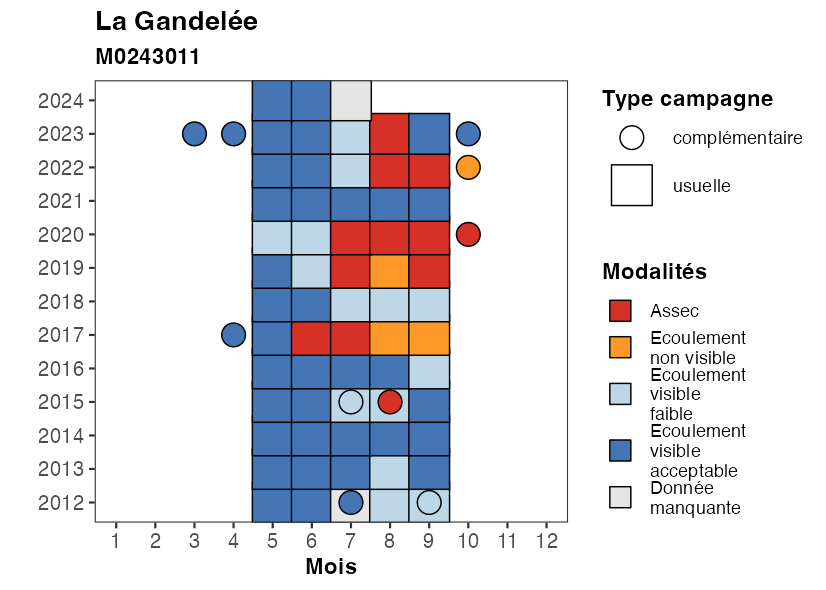 La Gandelée
M0243011
2024
2023
2022
2021
2020
2019
2018
2017
2016
2015
2014
2013
2012
1 2 3 4 5 6 7 8 9 10 11 12
Mois
Type campagne
complémentaire
usuelle
Modalités
Assec
Ecoulement
non visible
Ecoulement
visible
faible
Ecoulement
visible
acceptable
Donnée
manquante